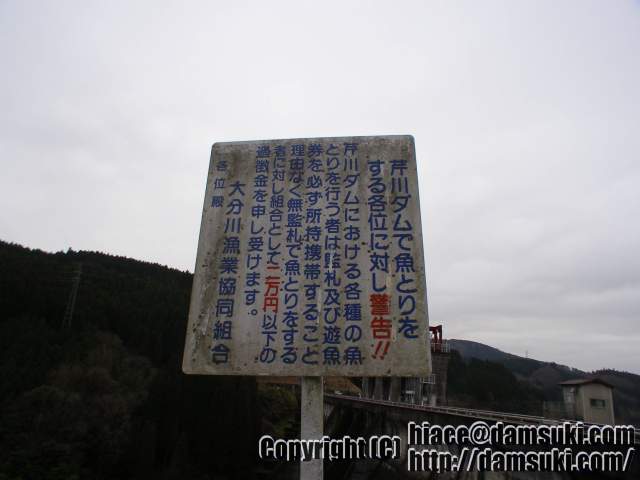 芹川ダムで魚とりを
する各位に対し警告!!
芹川ダムにおける各種の魚
とりを行う者は監札及び遊魚
券を必ず所持携帯すること
理由なく無監札で魚とりをする
者に対し組合として二万円以下の
過徴金を申し受けます。
大分川漁業協同組合
各位殿
Copyright (C) hiace@damsuki.com
http://damsuki.com/